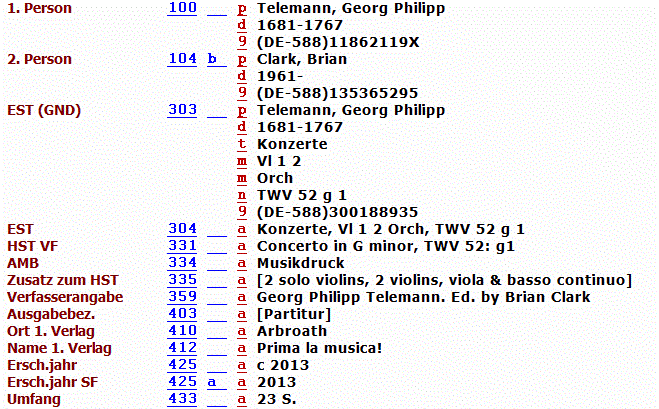 1. Person 100 __ p Telemann, Georg Philipp
d 1681-1767
9 (DE-588)11862119X
2. Person 104 b_ p Clark, Brian
d 1961-
9 (DE-588)135365295
EST (GND) 303 __ p Telemann, Georg Philipp
d 1681-1767
t Konzerte
m Vl 1 2
m Orch
n TWV 52 g 1
9 (DE-588)300188935
EST 304 __ a Konzerte, Vl 1 2 Orch, TWV 52 g 1
HST VF 331 __ a Concerto in G minor, TWV 52: g1
AMB 334 __ a Musikdruck
Zusatz zum HST 335 __ a [2 solo violins, 2 violins, viola & basso continuo]
Verfasserangabe 359 __ a Georg Philipp Telemann. Ed. by Brian Clark
Ausgabebez. 403 __ a [Partitur]
Ort 1. Verlag 410 __ a Arbroath
Name 1. Verlag 412 __ a Prima la musica!
Ersch.jahr 425 __ a c 2013
Ersch.jahr SF 425 a_ a 2013
Umfang 433 __ a 23 S.